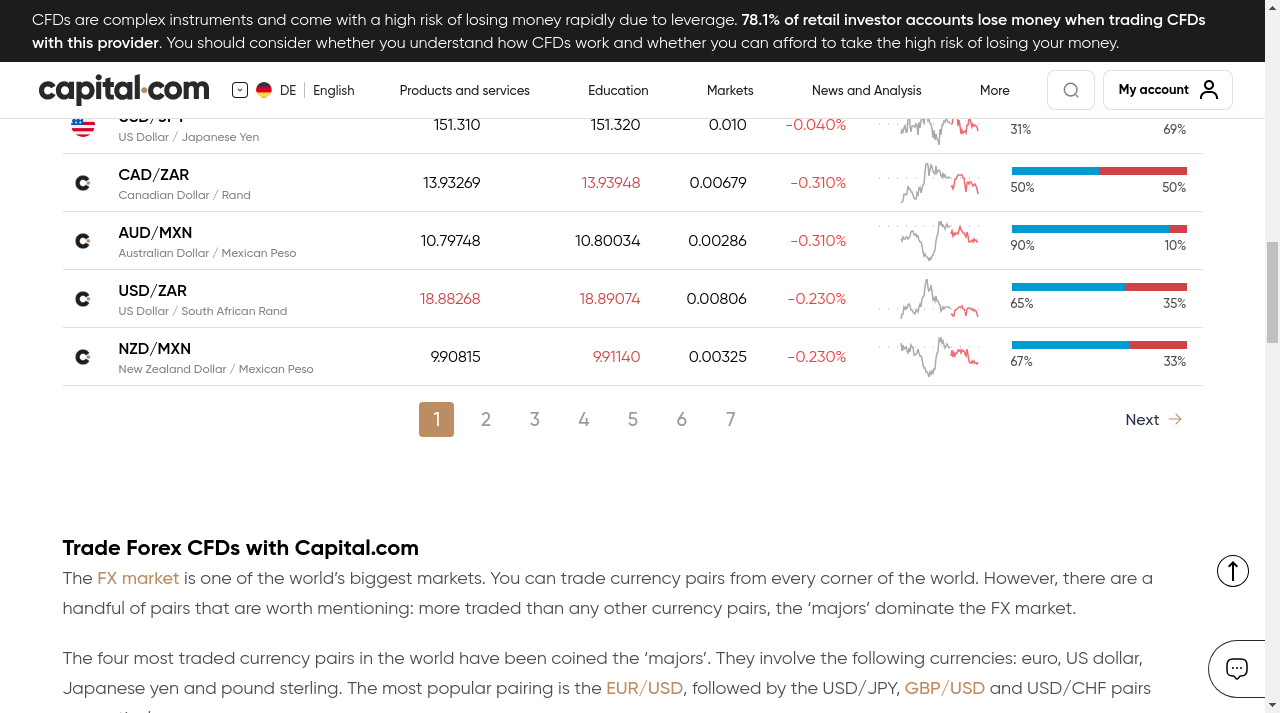 CFDs are complex instruments and come with a high risk of losing money rapidly due to leverage. 78.1% of retail investor accounts lose money when trading CFDs
with this provider. You should consider whether you understand how CFDs work and whether you can afford to take the high risk of losing your money.
capital.com DE English Products and services Education Markets News and Analysis More My account
USD/JPY
US Dollar / Japanese Yen 151.310 151.320 0.010 -0.040% 31% 69%
CAD/ZAR
Canadian Dollar / Rand 13.93269 13.93948 0.00679 -0.310% 50% 50%
AUD/MXN
Australian Dollar / Mexican Peso 10.79748 10.80034 0.00286 -0.310% 90% 10%
USD/ZAR
US Dollar / South African Rand 18.88268 18.89074 0.00806 -0.230% 65% 35%
NZD/MXN
New Zealand Dollar / Mexican Peso 9.90815 9.91140 0.00325 -0.230% 67% 33%
1 2 3 4 5 6 7 Next
Trade Forex CFDs with Capital.com
The FX market is one of the world’s biggest markets. You can trade currency pairs from every corner of the world. However, there are a
handful of pairs that are worth mentioning: more traded than any other currency pairs, the ‘majors’ dominate the FX market.
The four most traded currency pairs in the world have been coined the ‘majors’. They involve the following currencies: euro, US dollar,
Japanese yen and pound sterling. The most popular pairing is the EUR/USD, followed by the USD/JPY, GBP/USD and USD/CHF pairs